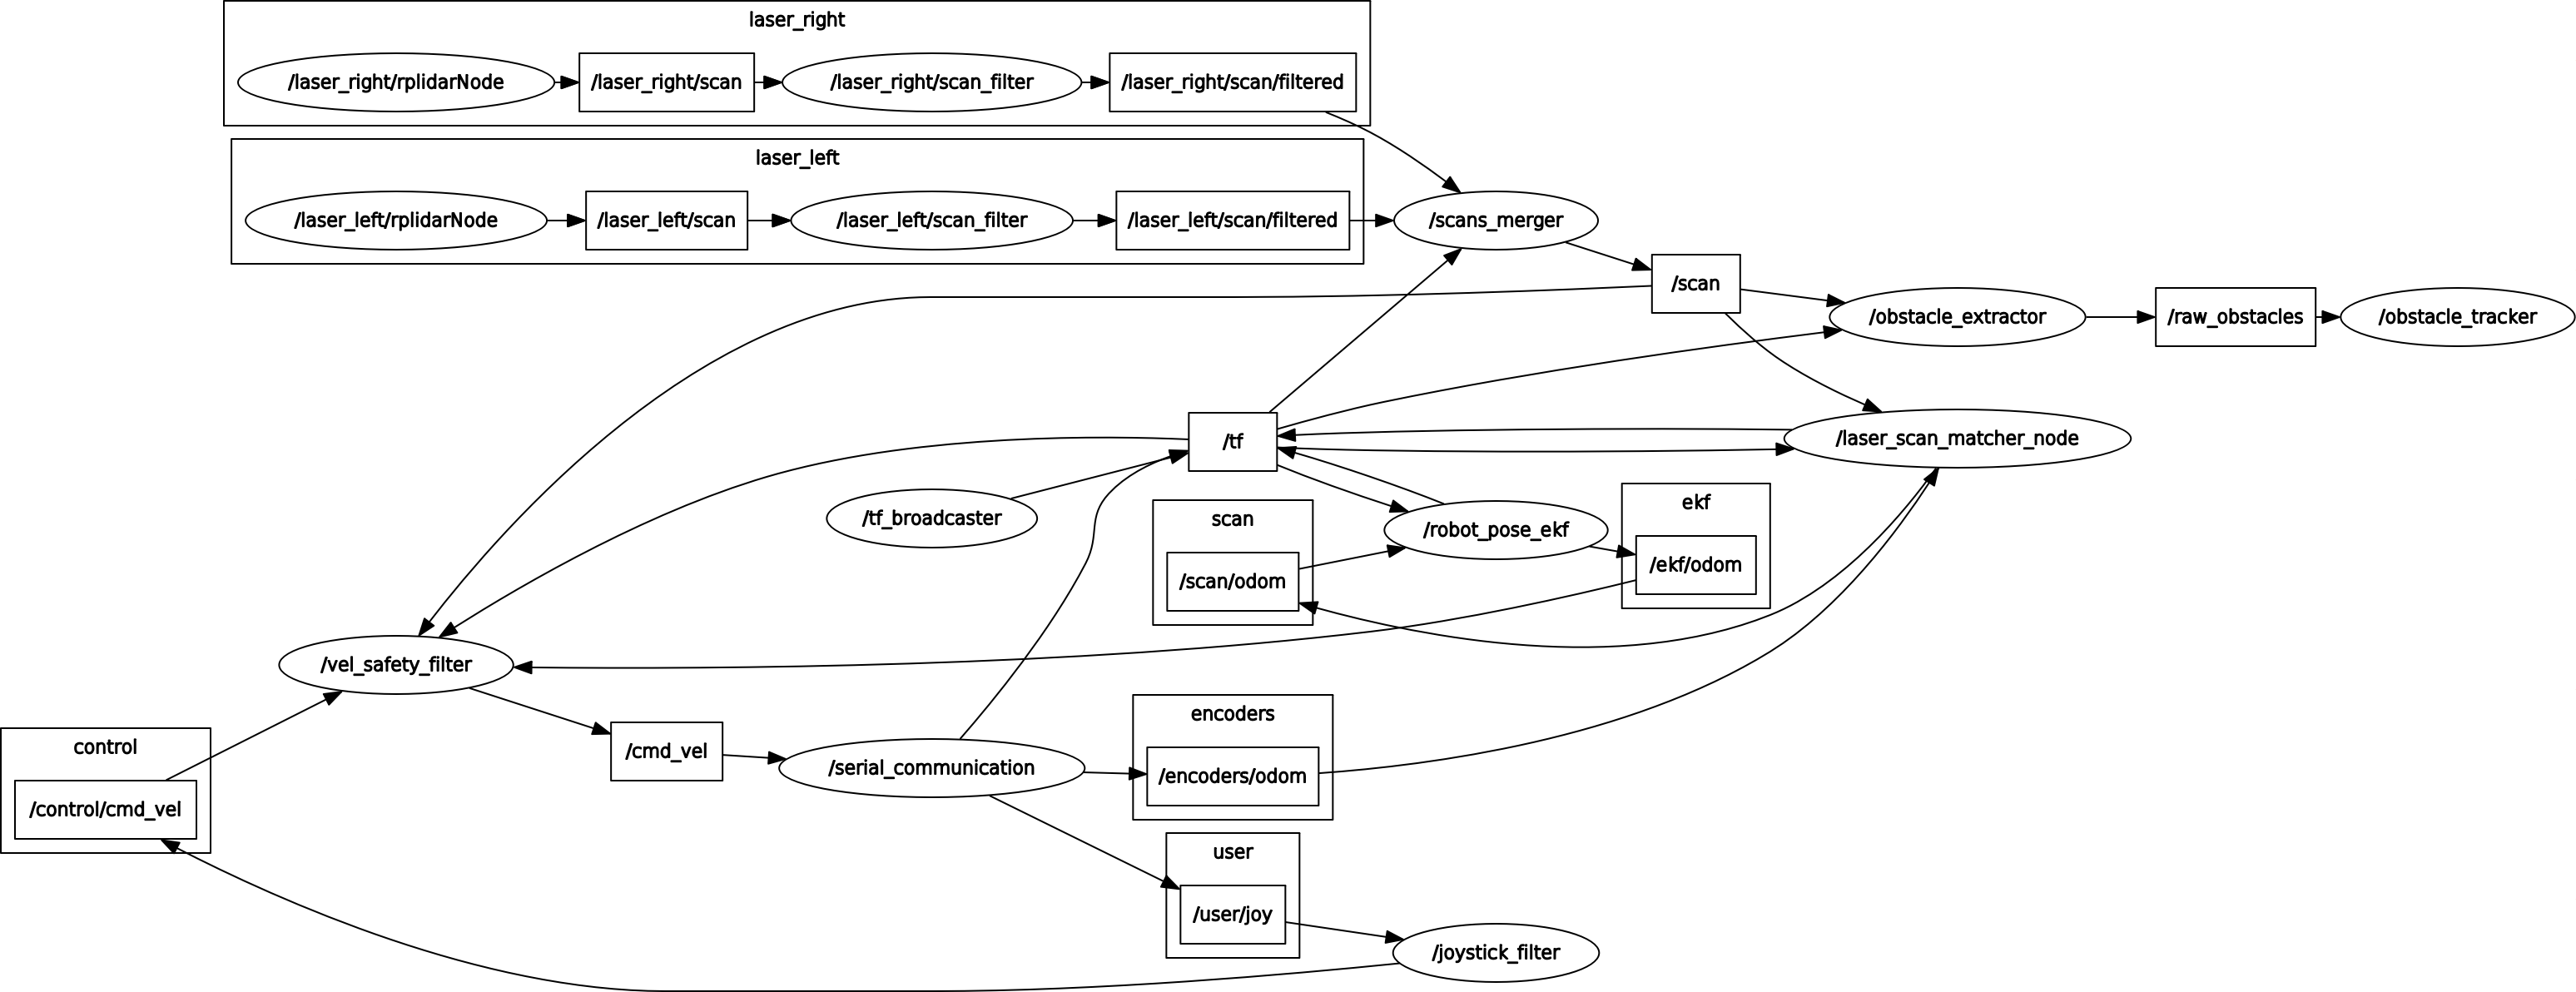 laser_right
/laser_right/rplidarNode
/laser_right/scan
/laser_right/scan_filter
/laser_right/scan/filtered
laser_left
/laser_left/rplidarNode
/laser_left/scan
/laser_left/scan_filter
/laser_left/scan/filtered
/scans_merger
/scan
/obstacle_extractor
/raw_obstacles
/obstacle_tracker
/tf
/laser_scan_matcher_node
/tf_broadcaster
scan
/scan/odom
/robot_pose_ekf
ekf
/ekf/odom
/vel_safety_filter
control
/control/cmd_vel
/cmd_vel
/serial_communication
encoders
/encoders/odom
user
/user/joy
/joystick_filter